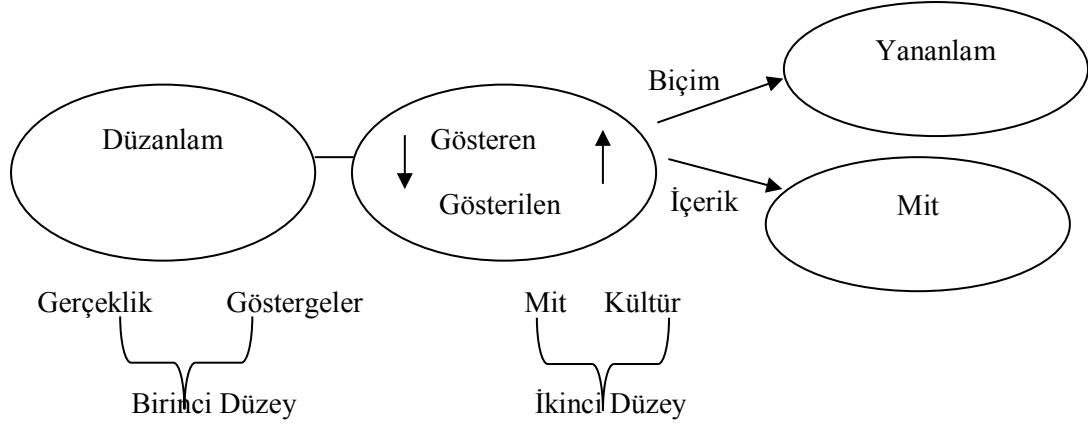 Yananlam
Biçim
Düzanlam
Gösteren
Gösterilen
İçerik
Mit
Gerçeklik Göstergeler
Mit Kültür
Birinci Düzey
İkinci Düzey